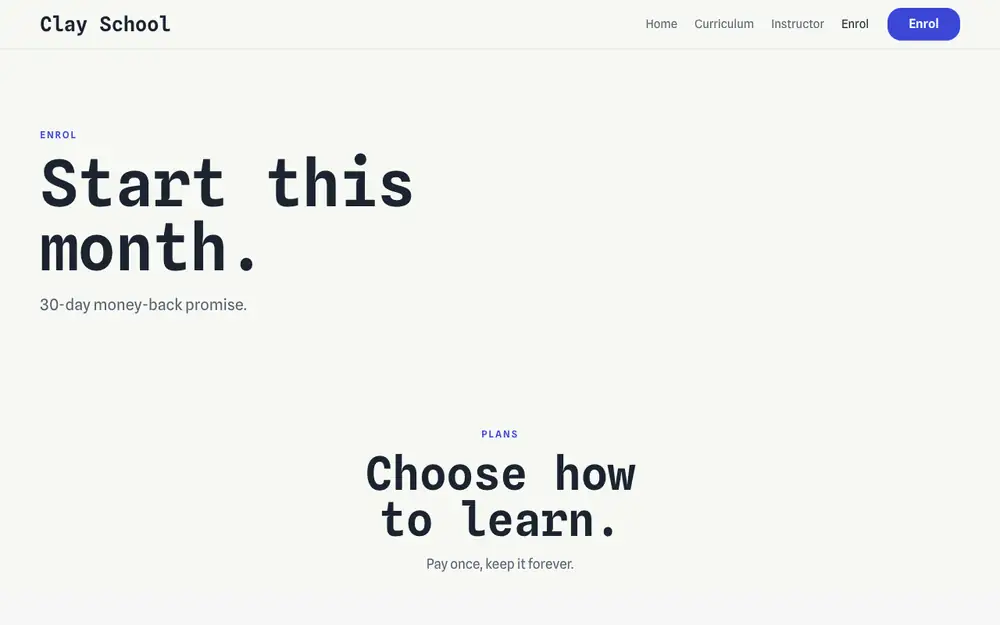 Clay School
Home Curriculum Instructor Enrol Enrol
ENROL
Start this
month.
30-day money-back promise.
PLANS
Choose how
to learn.
Pay once, keep it forever.